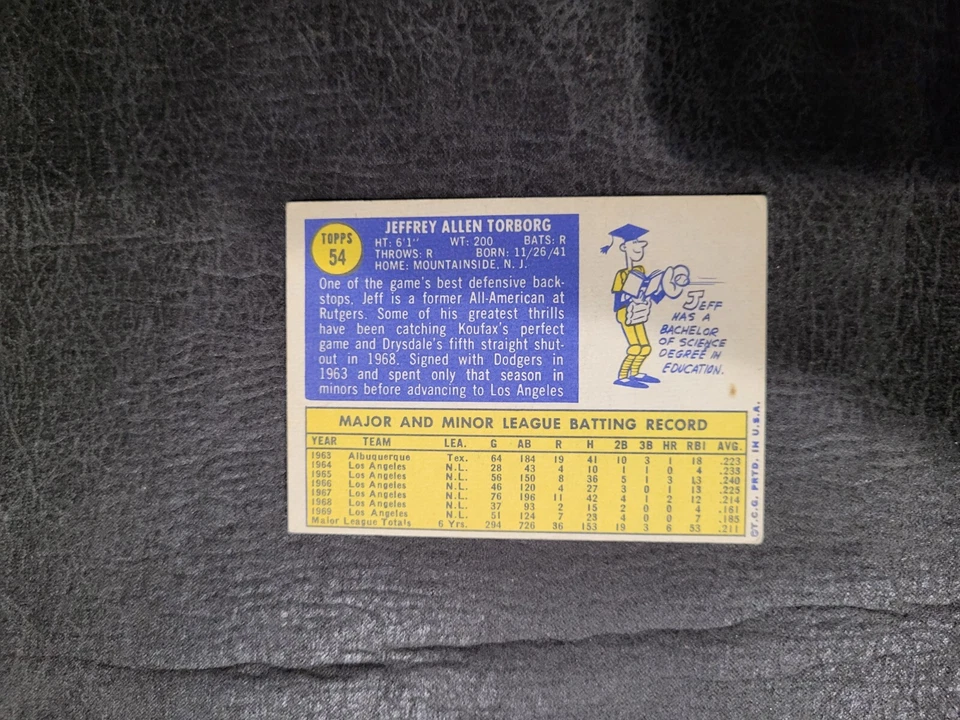 TOPPS
54
JEFFREY ALLEN TORBORG
HT: 6'1" WT: 200 BATS: R
THROWS: R BORN: 11/26/41
HOME: MOUNTAINSIDE, N. J.
One of the game's best defensive back-
stops, Jeff is a former All-American at
Rutgers. Some of his greatest thrills
have been catching Koufax's perfect
game and Drysdale's fifth straight shut-
out in 1968. Signed with Dodgers in
1963 and spent only that season in
minors before advancing to Los Angeles
JEFF
HAS A
BACHELOR
OF SCIENCE
DEGREE IN
EDUCATION.
MAJOR AND MINOR LEAGUE BATTING RECORD
YEAR TEAM LEA. G AB R H 2B 3B HR RBI AVG.
1963 Albuquerque Tex. 64 184 19 41 10 3 1 18 .223
1964 Los Angeles N.L. 28 43 4 10 1 1 0 4 .233
1965 Los Angeles N.L. 56 150 8 36 5 1 3 13 .240
1966 Los Angeles N.L. 46 120 4 27 3 0 1 13 .225
1967 Los Angeles N.L. 76 196 11 42 4 1 2 12 .214
1968 Los Angeles N.L. 37 93 2 15 2 0 0 4 .161
1969 Los Angeles N.L. 51 124 7 23 4 0 0 7 .185
Major League Totals 6 Yrs. 294 726 36 153 19 3 6 53 .211
©T.C.G. PRTD. IN U.S.A.